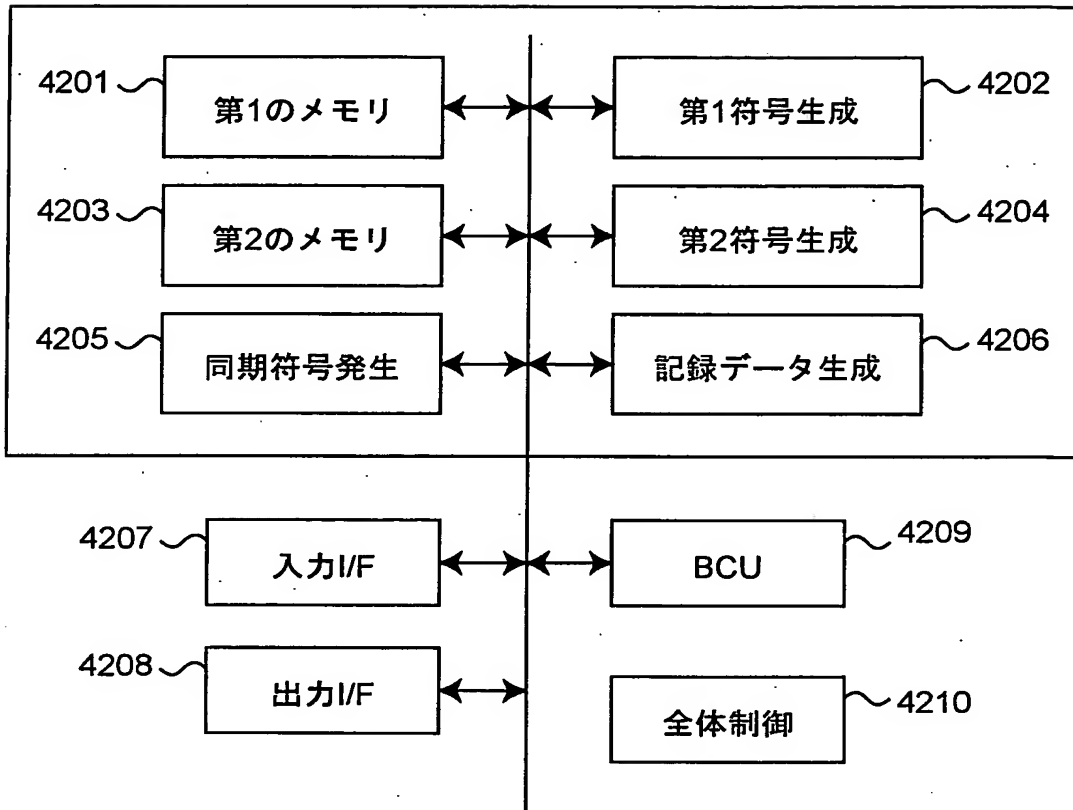 4201
第1のメモリ
第1符号生成
4202
4203
第2のメモリ
第2符号生成
4204
4205
同期符号発生
記録データ生成
4206
4207
入力I/F
BCU
4209
4208
出力I/F
全体制御
4210